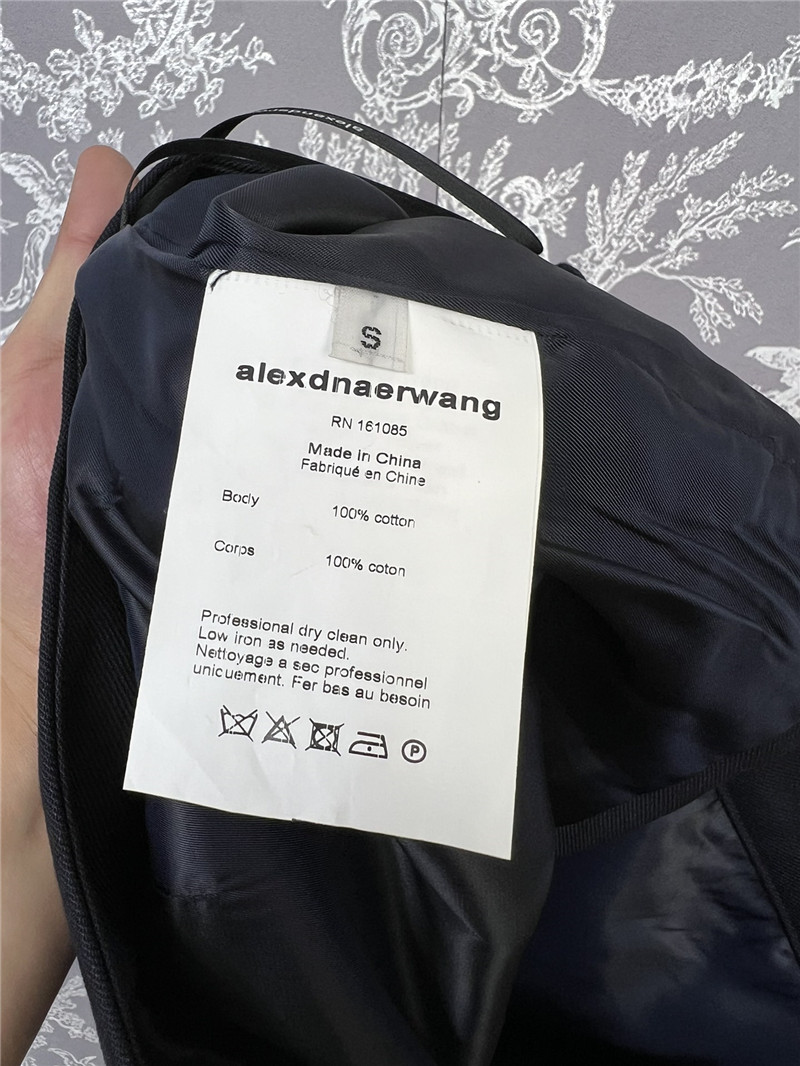 alexande
S
alexdnaerwang
RN 161085
Made in China
Fabriqué en Chine
Body 100% cotton
Corps 100% coton
Professional dry clean only.
Low iron as needed.
Nettoyage a sec professionnel
unicuement. Fer bas au besoin
P